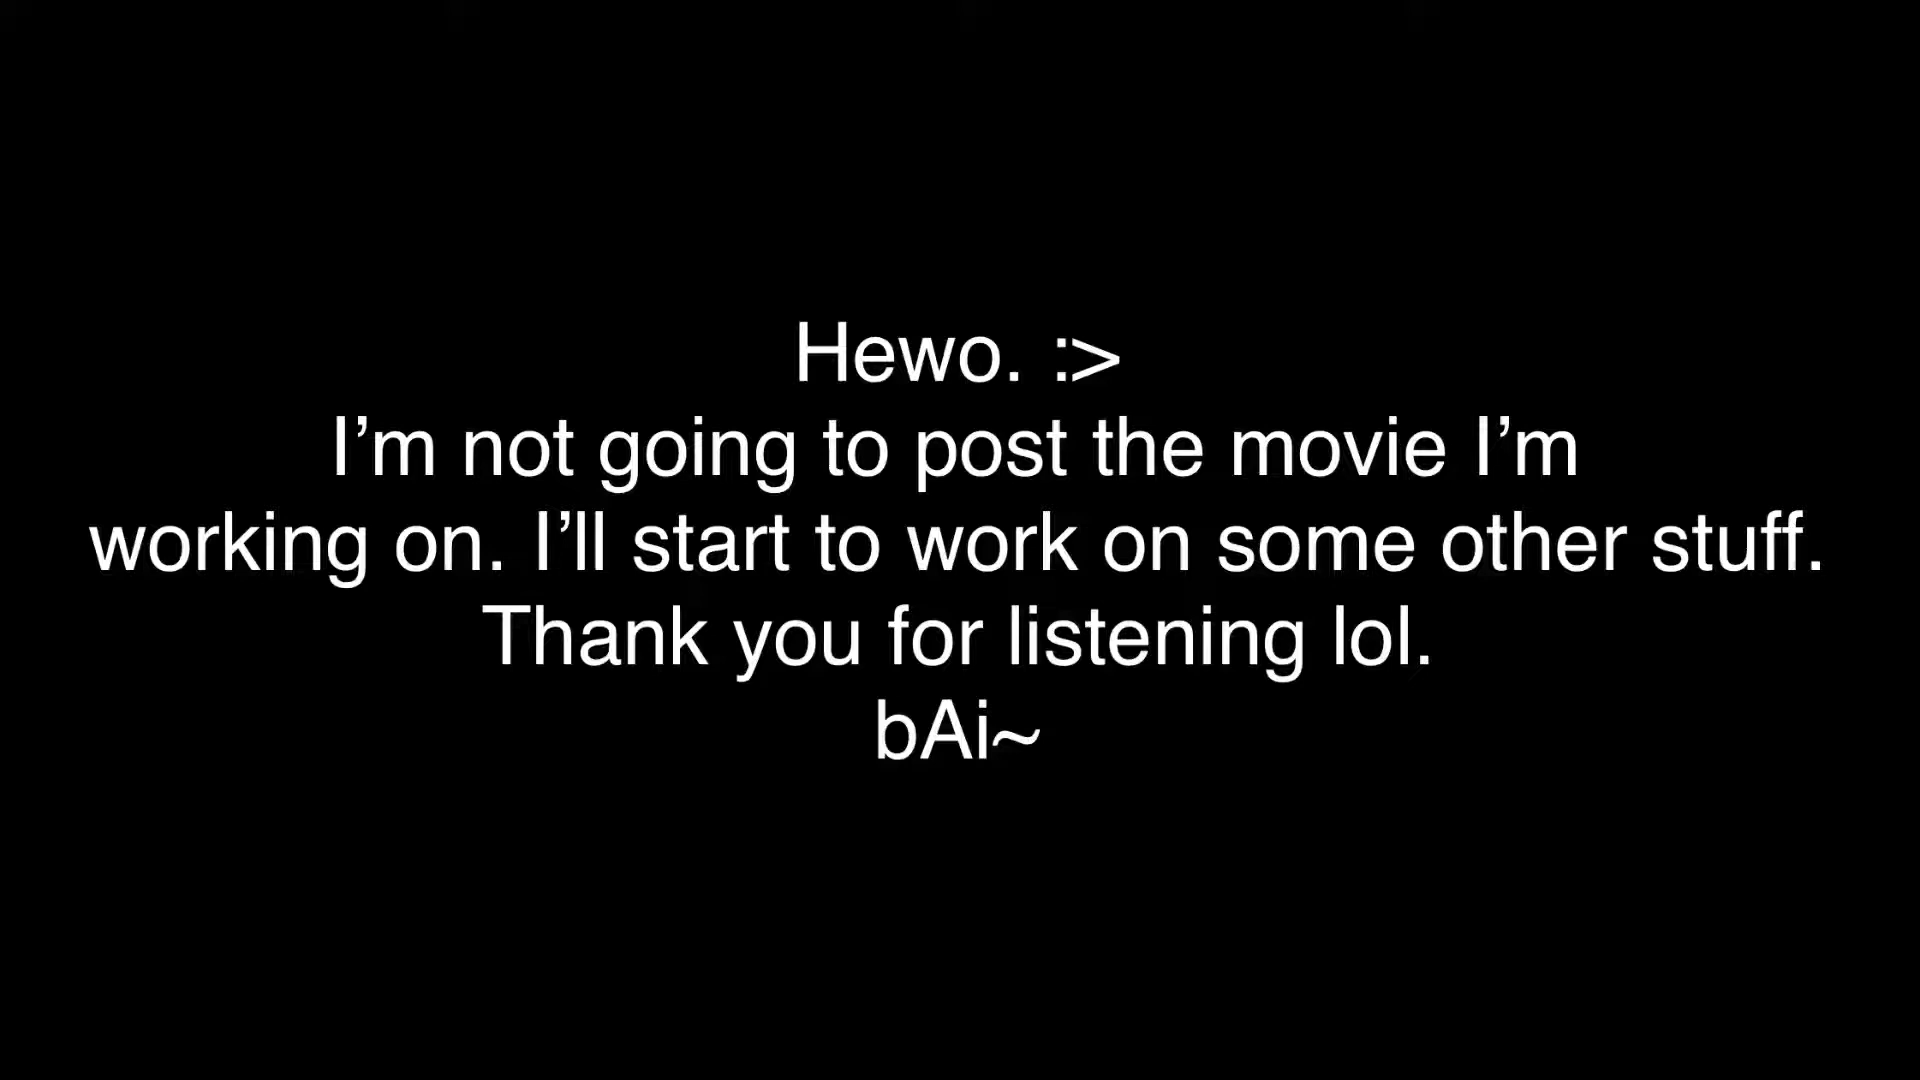 Hewo. :>
I’m not going to post the movie I’m
working on. I’ll start to work on some other stuff.
Thank you for listening lol.
bAi~